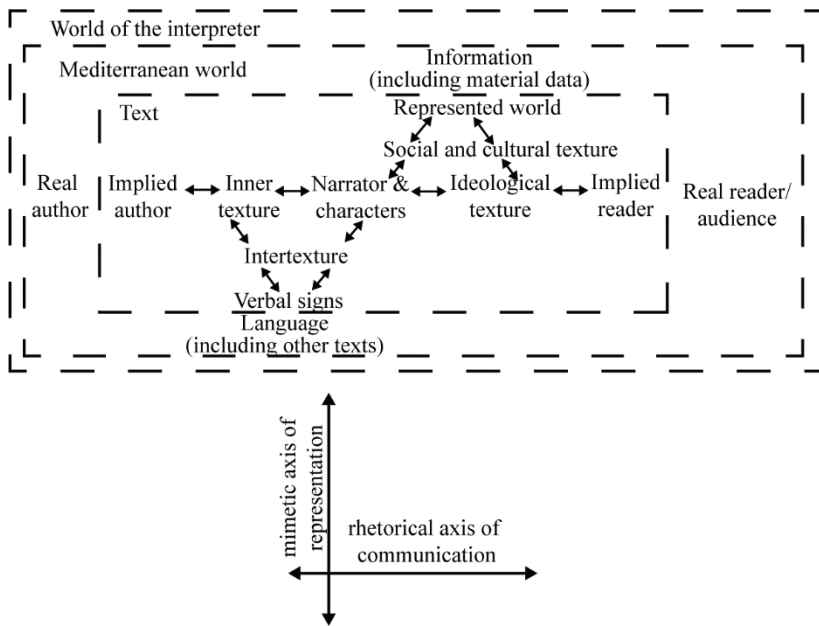 World of the interpreter
Mediterranean world
Information
(including material data)
Text
Represented world
Social and cultural texture
Real
author
Implied
author
Inner
texture
Narrator &
characters
Ideological
texture
Implied
reader
Real reader/
audience
Intertexture
Verbal signs
Language
(including other texts)
mimetic axis of
representation
rhetorical axis of
communication